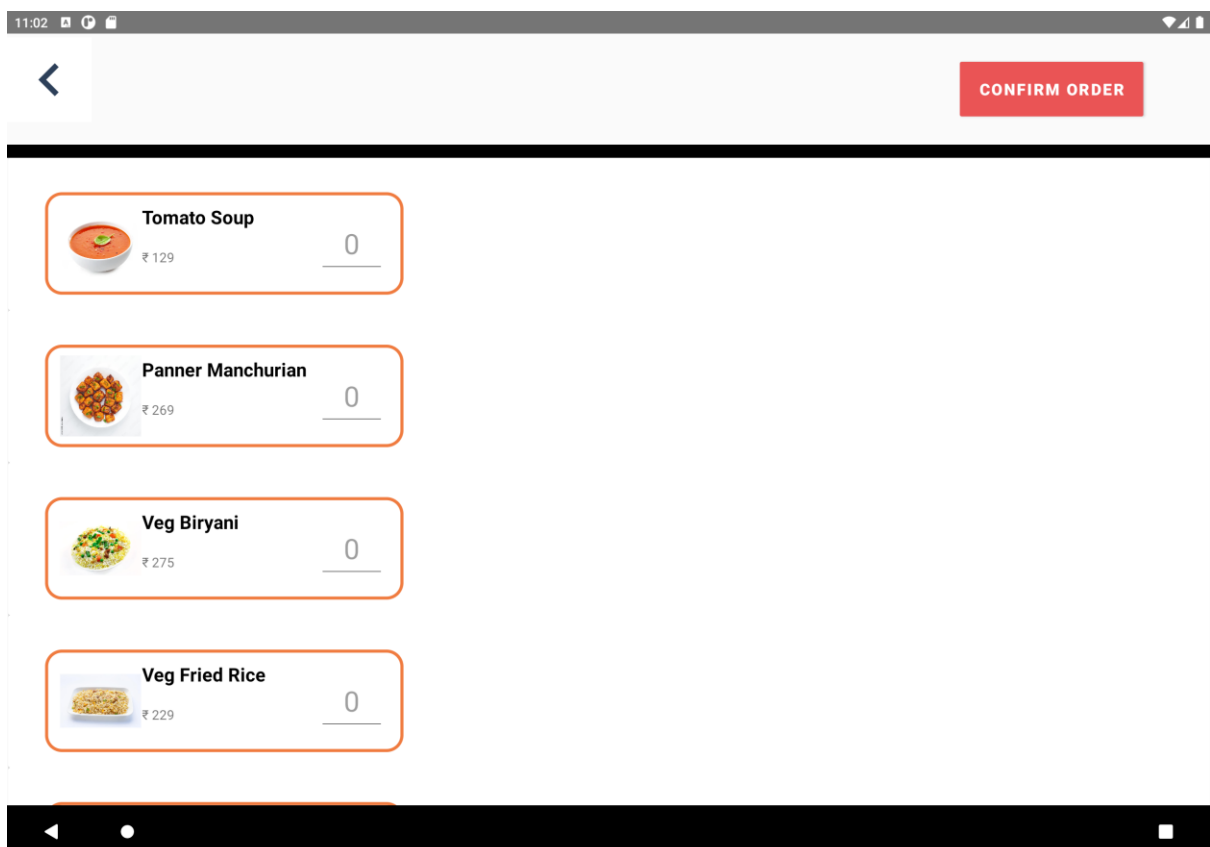 11:02
CONFIRM ORDER
Tomato Soup
₹ 129
0
Panner Manchurian
₹ 269
0
Veg Biryani
₹ 275
0
Veg Fried Rice
₹ 229
0